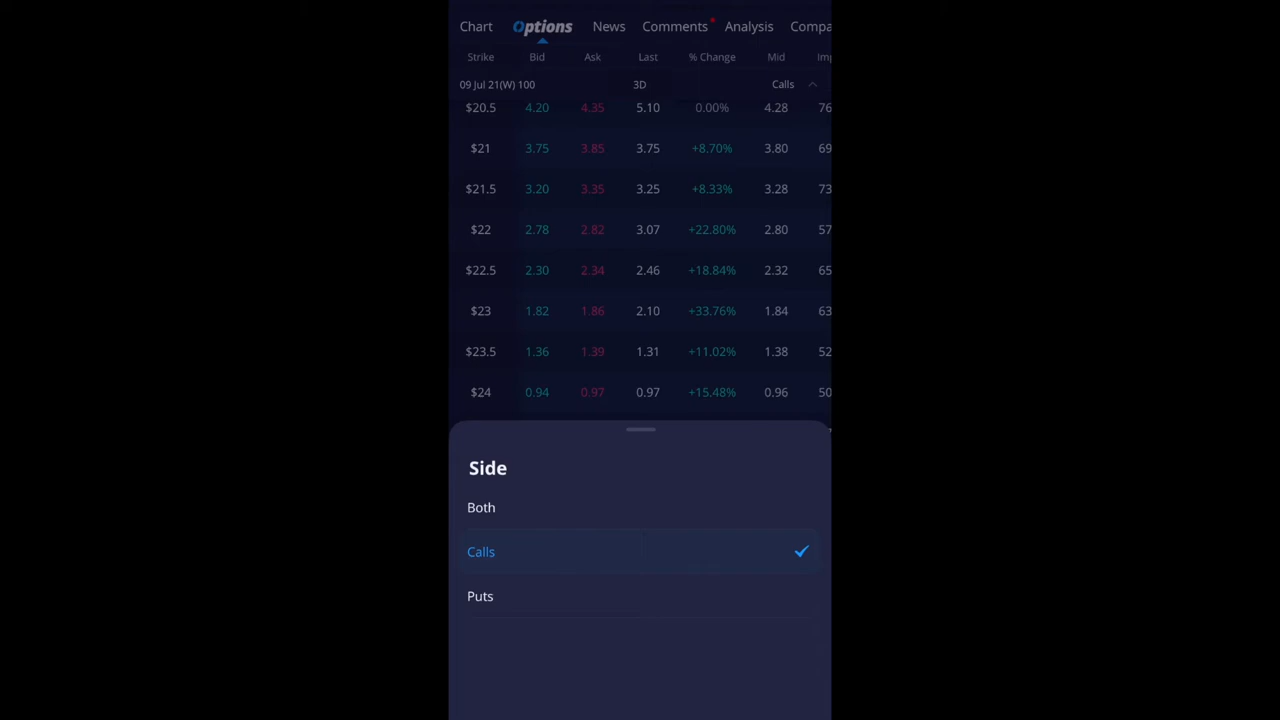 Chart Options News Comments Analysis Compa
Strike Bid Ask Last % Change Mid Imp
09 Jul 21(W) 100 3D Calls
$20.5 4.20 4.35 5.10 0.00% 4.28 76
$21 3.75 3.85 3.75 +8.70% 3.80 69
$21.5 3.20 3.35 3.25 +8.33% 3.28 73
$22 2.78 2.82 3.07 +22.80% 2.80 57
$22.5 2.30 2.34 2.46 +18.84% 2.32 65
$23 1.82 1.86 2.10 +33.76% 1.84 63
$23.5 1.36 1.39 1.31 +11.02% 1.38 52
$24 0.94 0.97 0.97 +15.48% 0.96 50
Side
Both
Calls
Puts